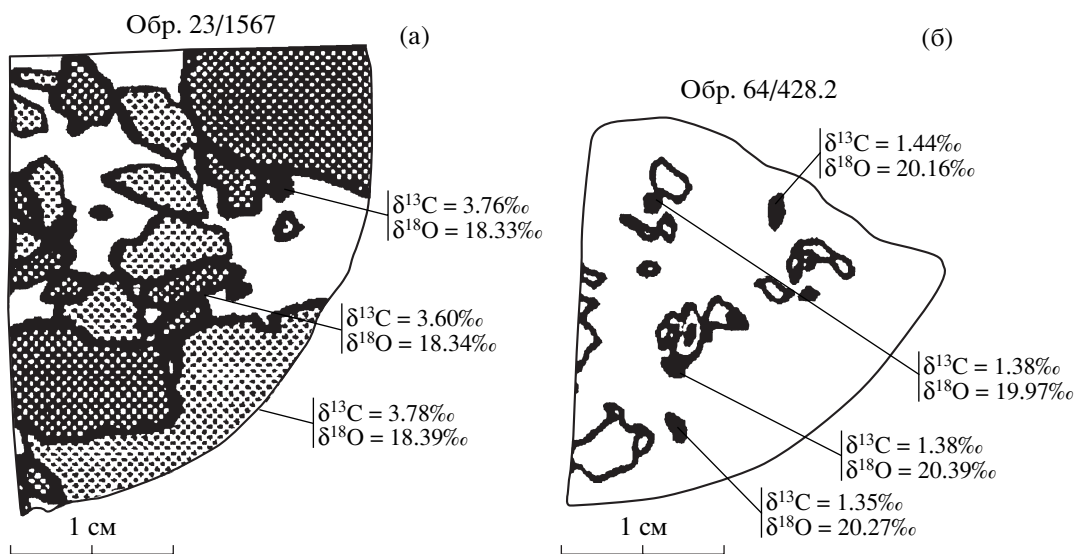 Обр. 23/1567
(а)
δ¹³C = 3.76‰
δ¹⁸O = 18.33‰
δ¹³C = 3.60‰
δ¹⁸O = 18.34‰
δ¹³C = 3.78‰
δ¹⁸O = 18.39‰
1 см
(б)
Обр. 64/428.2
δ¹³C = 1.44‰
δ¹⁸O = 20.16‰
δ¹³C = 1.38‰
δ¹⁸O = 19.97‰
δ¹³C = 1.38‰
δ¹⁸O = 20.39‰
δ¹³C = 1.35‰
δ¹⁸O = 20.27‰
1 см